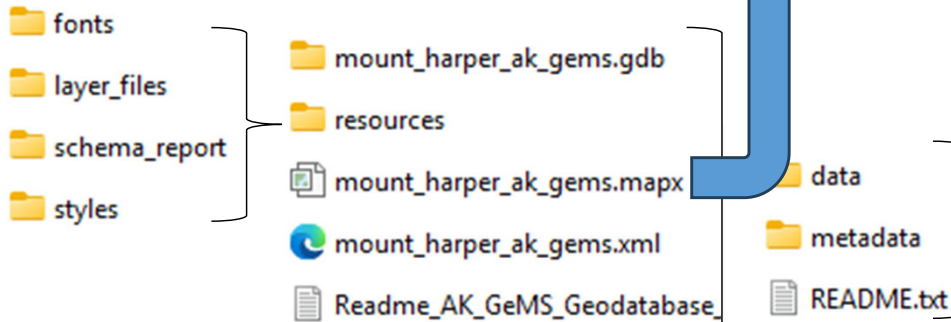 fonts
layer_files
schema_report
styles
mount_harper_ak_gems.gdb
resources
mount_harper_ak_gems.mapx
mount_harper_ak_gems.xml
Readme_AK_GeMS_Geodatabase_
data
metadata
README.txt